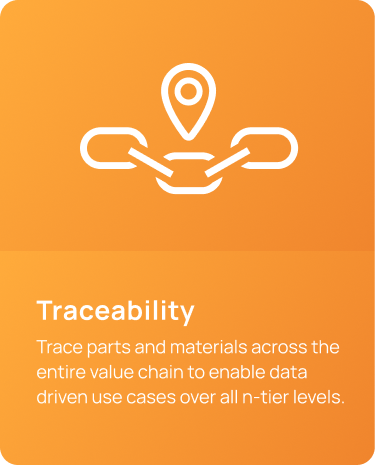 Traceability
Trace parts and materials across the
entire value chain to enable data
driven use cases over all n-tier levels.